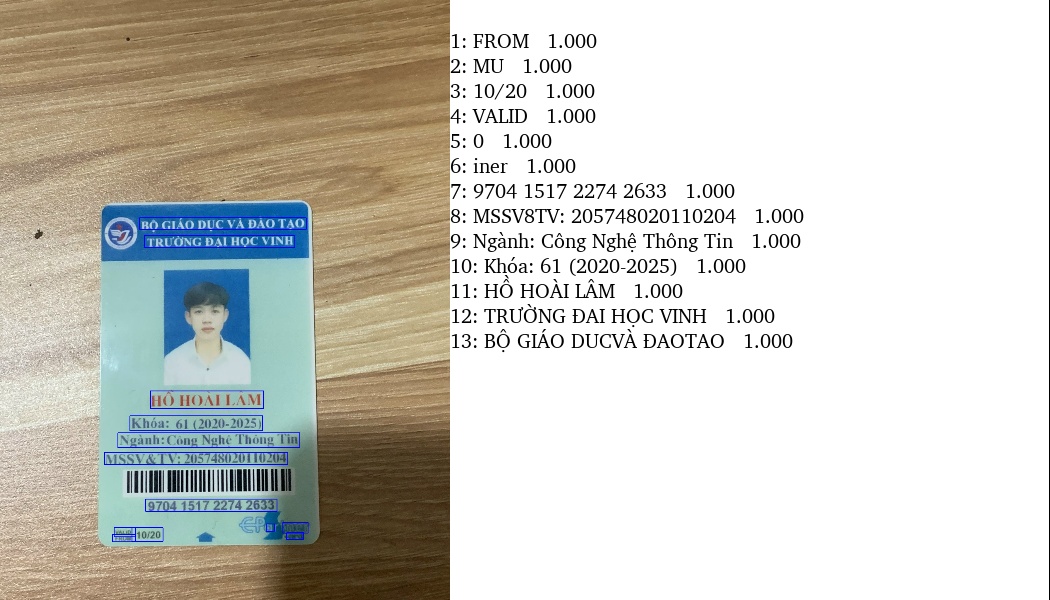 BỘ GIÁO DỤC VÀ ĐÀO TẠO
TRƯỜNG ĐẠI HỌC VINH
HỒ HOÀI LÂM
Khóa: 61 (2020-2025)
Ngành: Công Nghệ Thông Tin
MSSV&TV: 205748020110204
9704 1517 2274 2633
10/20
1: FROM 1.000
2: MU 1.000
3: 10/20 1.000
4: VALID 1.000
5: 0 1.000
6: iner 1.000
7: 9704 1517 2274 2633 1.000
8: MSSV8TV: 205748020110204 1.000
9: Ngành: Công Nghệ Thông Tin 1.000
10: Khóa: 61 (2020-2025) 1.000
11: HỒ HOÀI LÂM 1.000
12: TRƯỜNG ĐAI HỌC VINH 1.000
13: BỘ GIÁO DUCVÀ ĐAOTAO 1.000